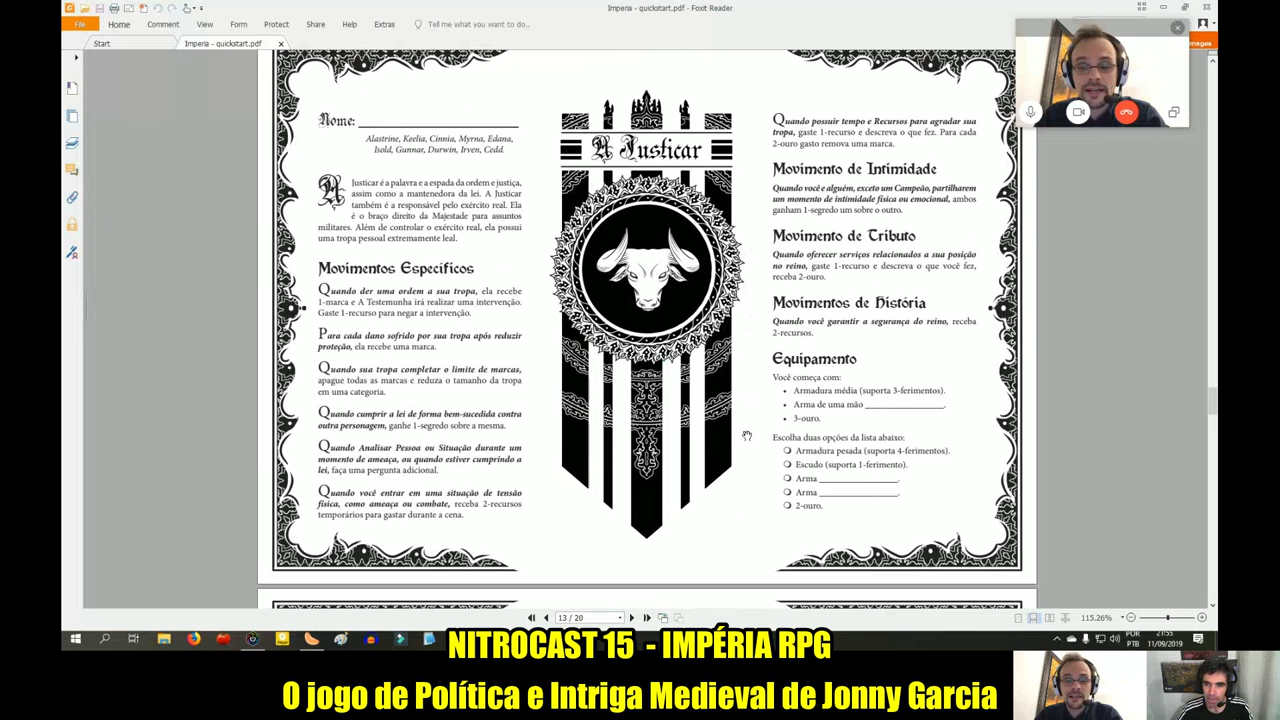 Imperia - quickstart.pdf - Foxit Reader
File Home Comment View Form Protect Share Help Extras Tell me what you want to do...
Start Imperia - quickstart.pdf
Nome:
Alastrine, Keelia, Cinnia, Myrna, Edana,
Isold, Gunnar, Durwin, Irven, Cedd.
A Justicar é a palavra e a espada da ordem e justiça,
assim como a mantenedora da lei. A Justicar
também é a responsável pelo exército real. Ela
é o braço direito da Majestade para assuntos
militares. Além de controlar o exército real, ela possui
uma tropa pessoal extremamente leal.
Movimentos Específicos
Quando der uma ordem a sua tropa, ela recebe
1-marca e A Testemunha irá realizar uma intervenção.
Gaste 1-recurso para negar a intervenção.
Para cada dano sofrido por sua tropa após reduzir
proteção, ela recebe uma marca.
Quando sua tropa completar o limite de marcas,
apague todas as marcas e reduza o tamanho da tropa
em uma categoria.
Quando cumprir a lei de forma bem-sucedida contra
outra personagem, ganhe 1-segredo sobre a mesma.
Quando Analisar Pessoa ou Situação durante um
momento de ameaça, ou quando estiver cumprindo a
lei, faça uma pergunta adicional.
Quando você entrar em uma situação de tensão
física, como ameaça ou combate, receba 2-recursos
temporários para gastar durante a cena.
A Justicar
Quando possuir tempo e Recursos para agradar sua
tropa, gaste 1-recurso e descreva o que fez. Para cada
2-ouro gasto remova uma marca.
Movimento de Intimidade
Quando você e alguém, exceto um Campeão, partilharem
um momento de intimidade física ou emocional, ambos
ganham 1-segredo um sobre o outro.
Movimento de Tributo
Quando oferecer serviços relacionados a sua posição
no reino, gaste 1-recurso e descreva o que você fez,
receba 2-ouro.
Movimentos de História
Quando você garantir a segurança do reino, receba
2-recursos.
Equipamento
Você começa com:
• Armadura média (suporta 3-ferimentos).
• Arma de uma mão .
• 3-ouro.
Escolha duas opções da lista abaixo:
Armadura pesada (suporta 4-ferimentos).
Escudo (suporta 1-ferimento).
Arma .
Arma .
2-ouro.
13 / 20
115.26%
POR
PTB
21:55
11/09/2019
NITROCAST 15 - IMPÉRIA RPG
O jogo de Política e Intriga Medieval de Jonny Garcia